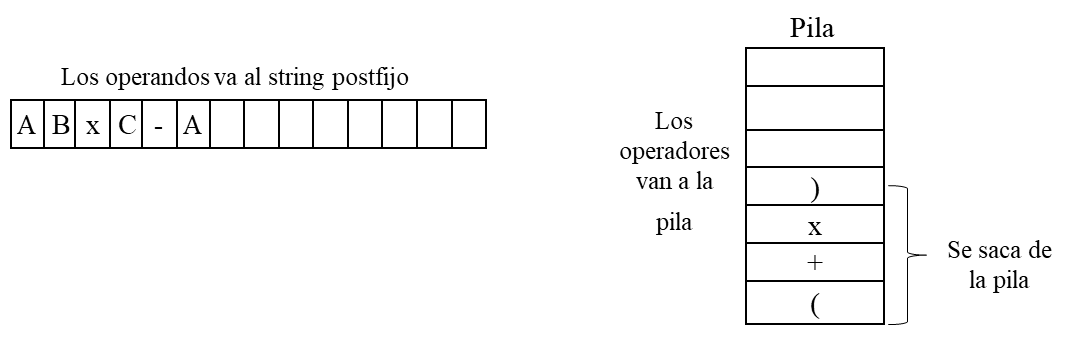 Los operandos va al string postfijo
A B x C - A
Pila
Los
operadores
van a la
pila
)
x
+
(
Se saca de
la pila